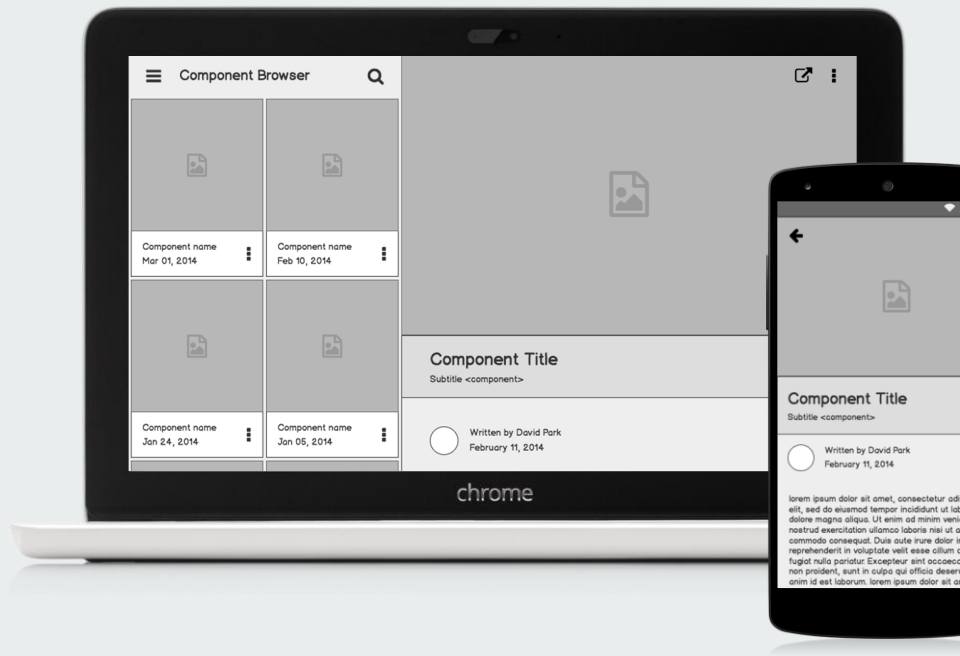 Component Browser
Component name
Mar 01, 2014
Component name
Feb 10, 2014
Component name
Jan 24, 2014
Component name
Jan 05, 2014
Component Title
Subtitle <component>
Written by David Park
February 11, 2014
chrome
Component Title
Subtitle <component>
Written by David Park
February 11, 2014
lorem ipsum dolor sit amet, consectetur
elit, sed do eiusmod tempor incididunt ut
dolore magna aliqua. Ut enim ad minim
nostrud exercitation ullamco laboris nisi ut
commodo consequat. Duis aute irure dolor
reprehenderit in voluptate velit esse cillum
fugiat nulla pariatur. Excepteur sint
non proident, sunt in culpa qui officia
anim id est laborum. lorem ipsum dolor sit